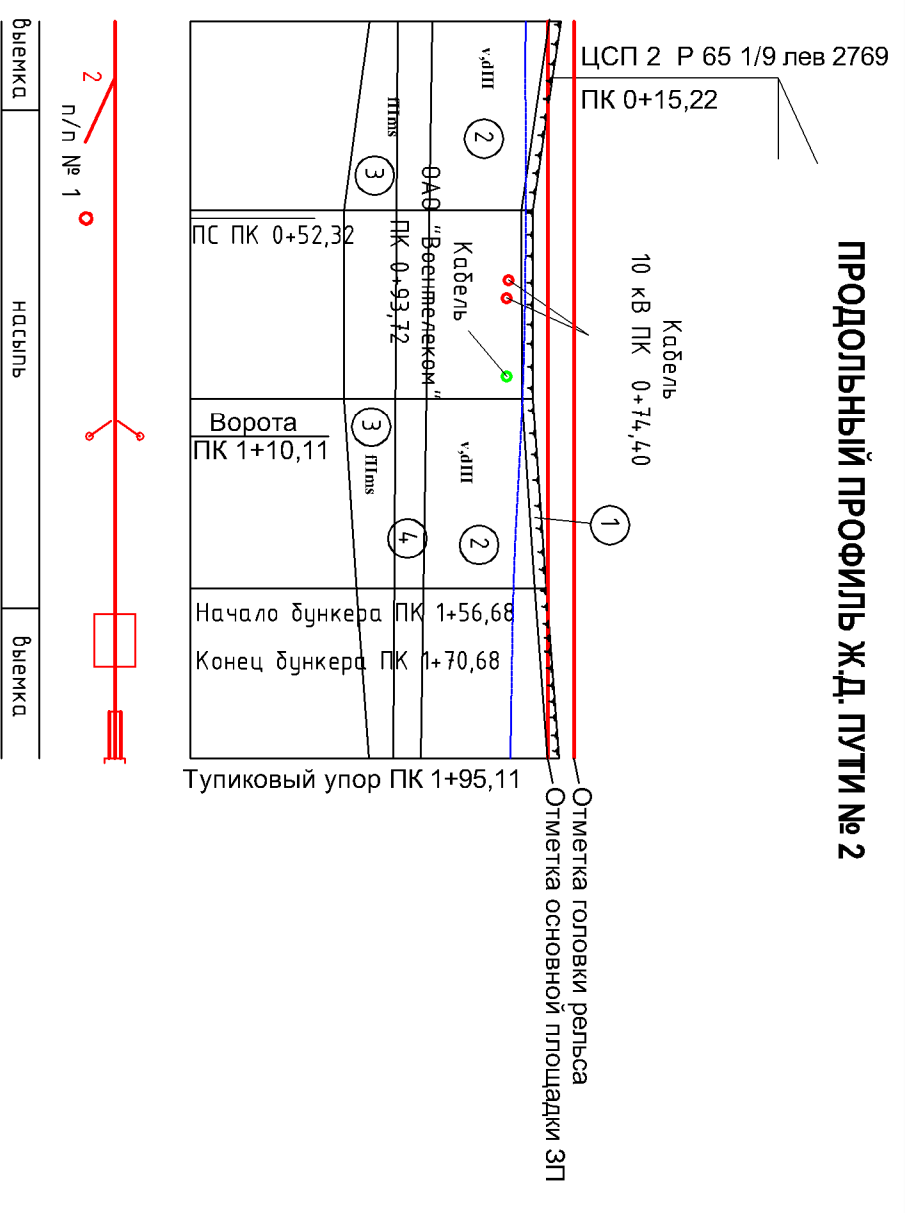 ПРОДОЛЬНЫЙ ПРОФИЛЬ Ж.Д. ПУТИ № 2
ЦСП 2 Р 65 1/9 лев 2769
ПК 0+15,22
Кабель
10 кВ ПК 0+74,40
1
v,dIII
2
fIIms
3
ПС ПК 0+52,32
Кабель
ОАО "Воентелеком"
ПК 0+93,72
Ворота
ПК 1+10,11
3
fIIms
v,dIII
2
4
Начало бункера ПК 1+56,68
Конец бункера ПК 1+70,68
Тупиковый упор ПК 1+95,11
Отметка головки рельса
Отметка основной площадки ЗП
2
п/п № 1
выемка
насыпь
выемка